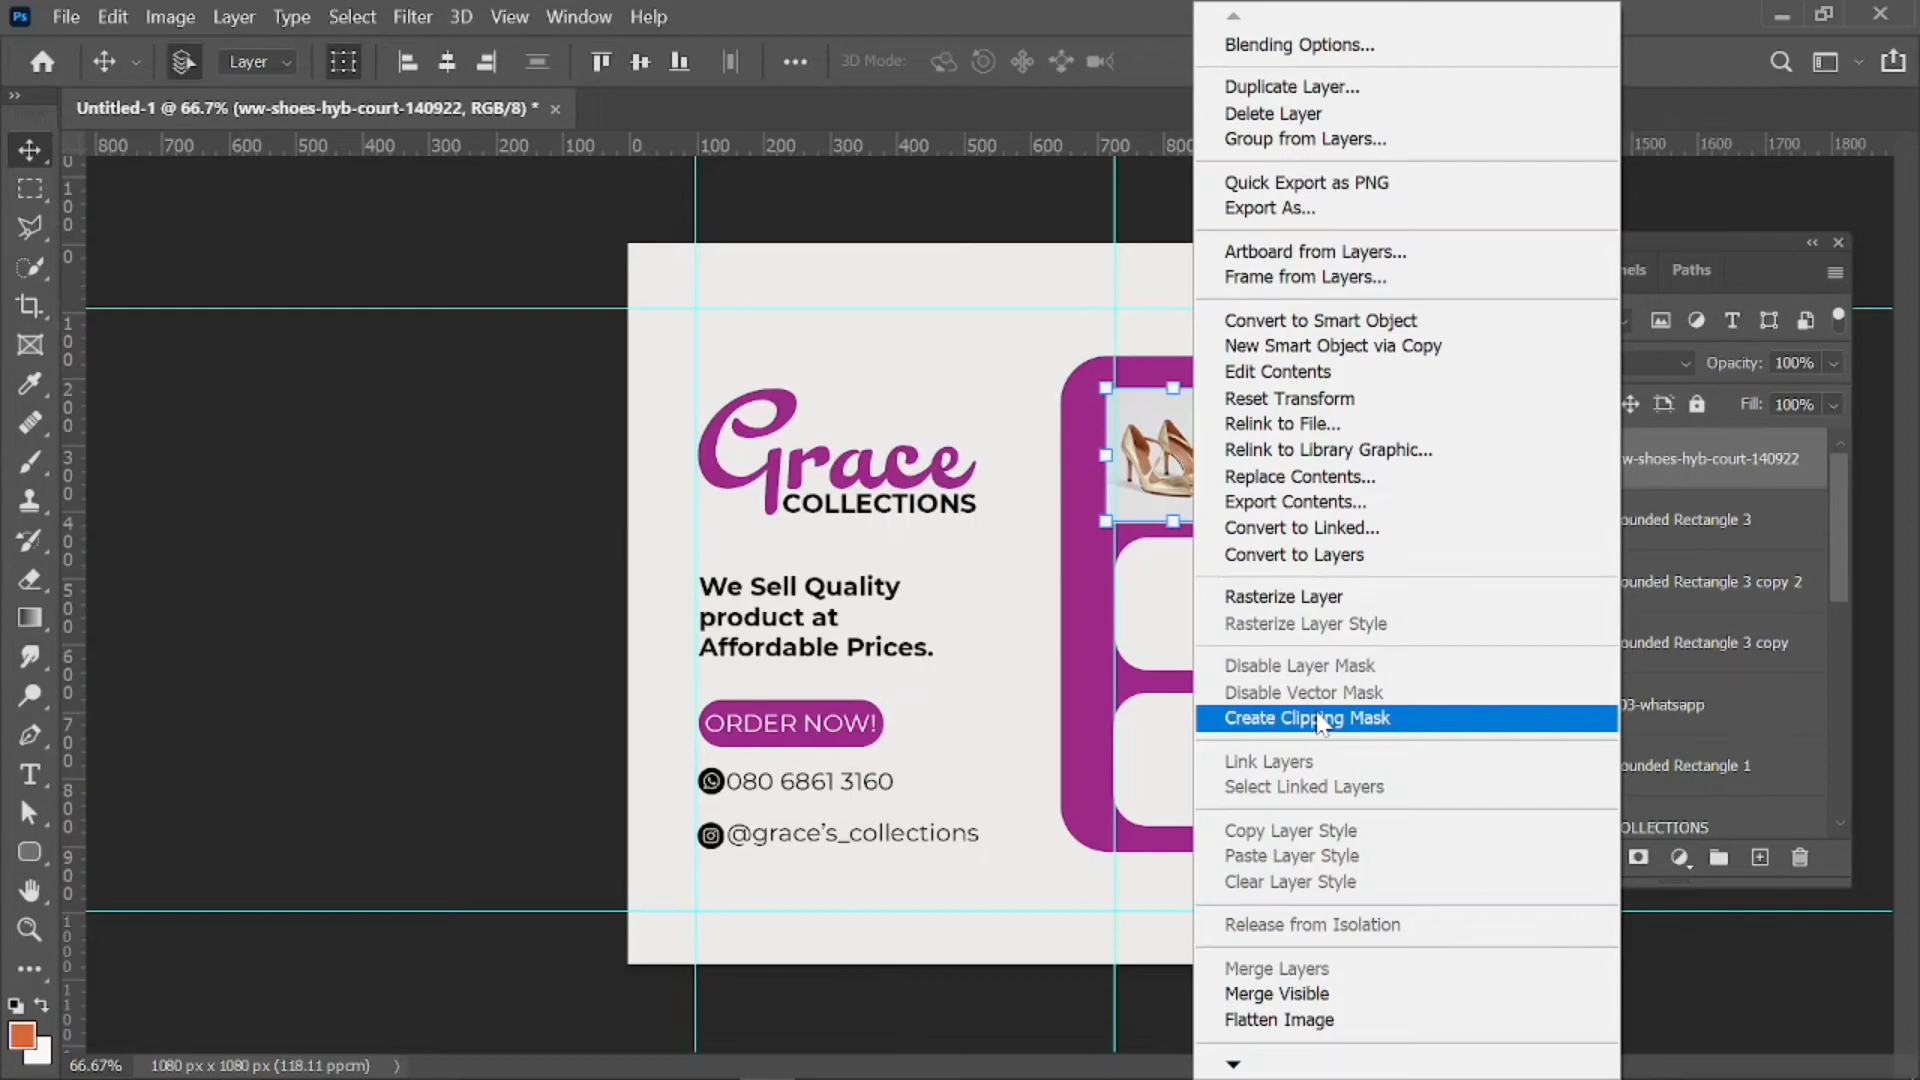 Ps File Edit Image Layer Type Select Filter 3D View Window Help
Layer 3D Mode:
Untitled-1 @ 66.7% (ww-shoes-hyb-court-140922, RGB/8) *
800 700 600 500 400 300 200 100 0 100 200 300 400 500 600 700 800 1500 1600 1700 1800
Grace
COLLECTIONS
We Sell Quality
product at
Affordable Prices.
ORDER NOW!
080 6861 3160
@grace's_collections
Blending Options...
Duplicate Layer...
Delete Layer
Group from Layers...
Quick Export as PNG
Export As...
Artboard from Layers...
Frame from Layers...
Convert to Smart Object
New Smart Object via Copy
Edit Contents
Reset Transform
Relink to File...
Relink to Library Graphic...
Replace Contents...
Export Contents...
Convert to Linked...
Convert to Layers
Rasterize Layer
Rasterize Layer Style
Disable Layer Mask
Disable Vector Mask
Create Clipping Mask
Link Layers
Select Linked Layers
Copy Layer Style
Paste Layer Style
Clear Layer Style
Release from Isolation
Merge Layers
Merge Visible
Flatten Image
nels Paths
Opacity: 100%
Fill: 100%
w-shoes-hyb-court-140922
ounded Rectangle 3
ounded Rectangle 3 copy 2
ounded Rectangle 3 copy
03-whatsapp
ounded Rectangle 1
OLLECTIONS
66.67% 1080 px x 1080 px (118.11 ppcm)